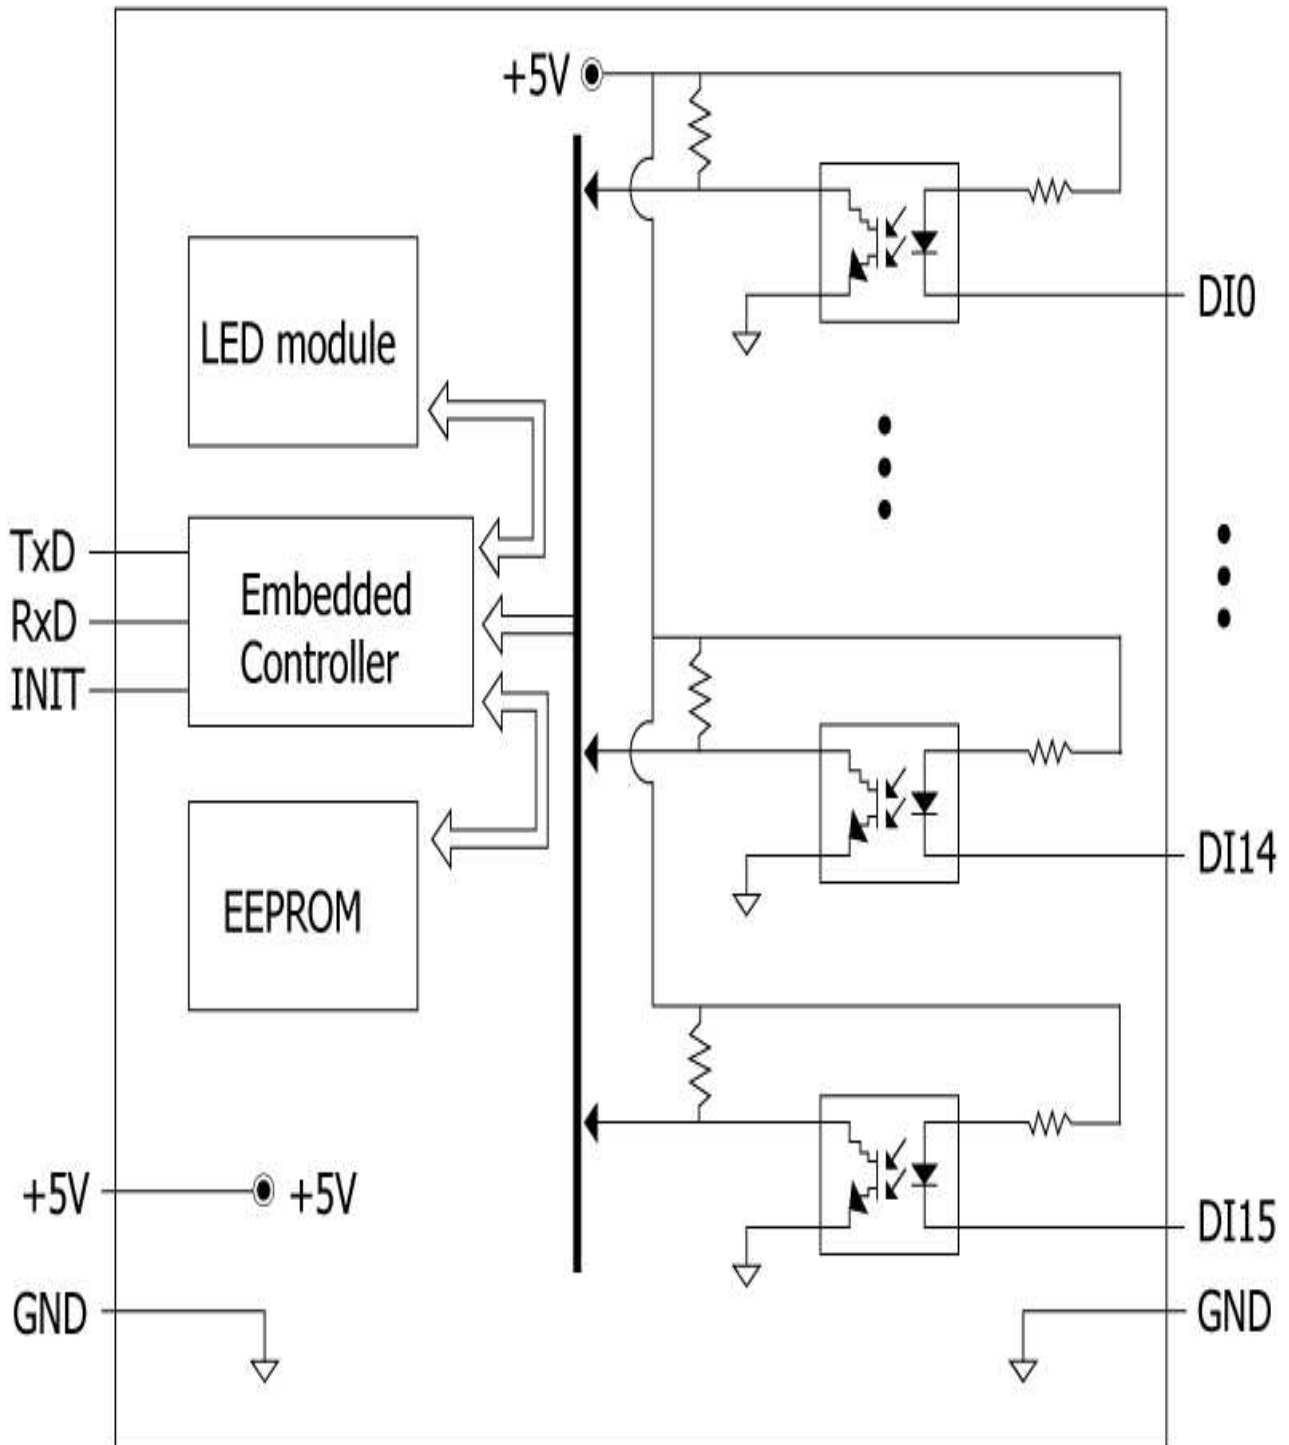 +5V
DI0
LED module
TxD
RxD
INIT
Embedded
Controller
DI14
EEPROM
+5V
+5V
DI15
GND
GND